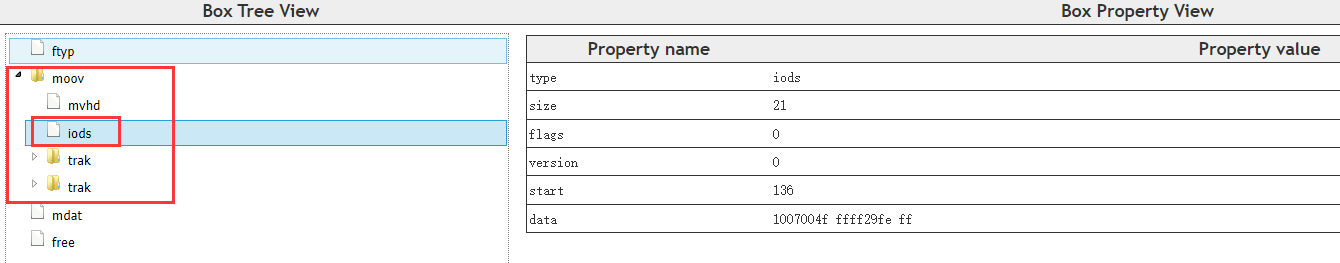 Box Tree View
Box Property View
ftyp
moov
mvhd
iods
trak
trak
mdat
free
Property name Property value
type iods
size 21
flags 0
version 0
start 136
data 1007004f ffff29fe ff